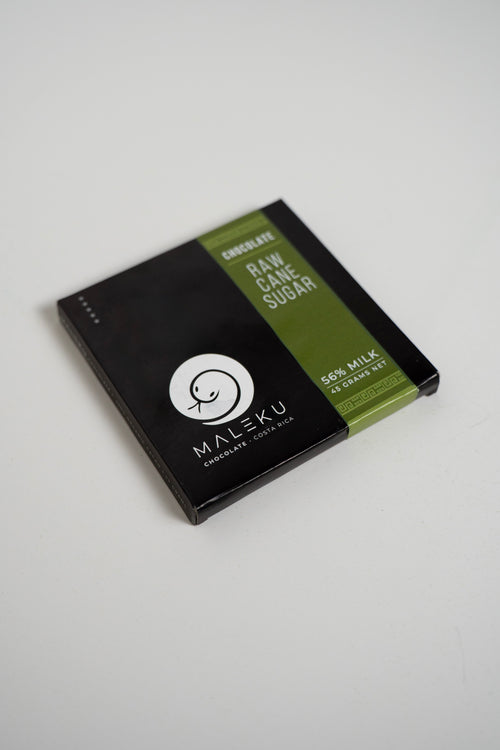 CHOCOLATE
RAW
CANE
SUGAR
56% MILK
45 GRAMS NET
MALEKU
CHOCOLATE · COSTA RICA